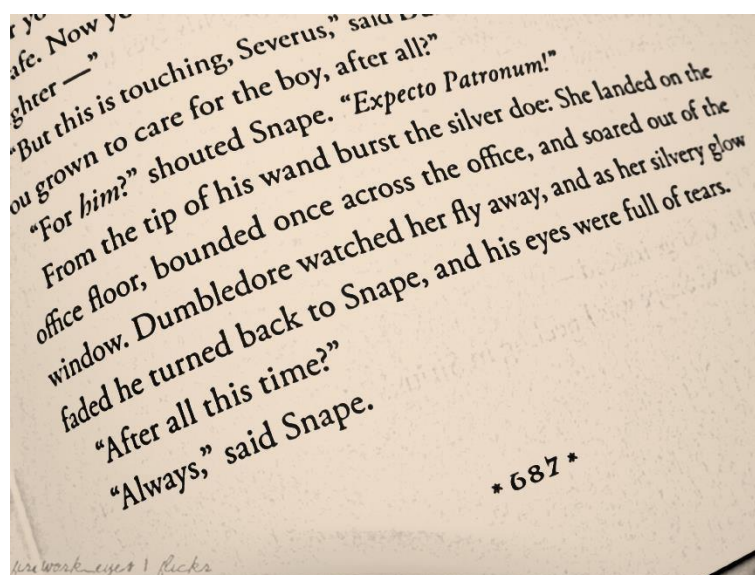 afe. Now yo
ghter —”
“But this is touching, Severus,” said
ou grown to care for the boy, after all?”
“For him?” shouted Snape. “Expecto Patronum!”
From the tip of his wand burst the silver doe: She landed on the
office floor, bounded once across the office, and soared out of the
window. Dumbledore watched her fly away, and as her silvery glow
faded he turned back to Snape, and his eyes were full of tears.
“After all this time?”
“Always,” said Snape.
* 687 *